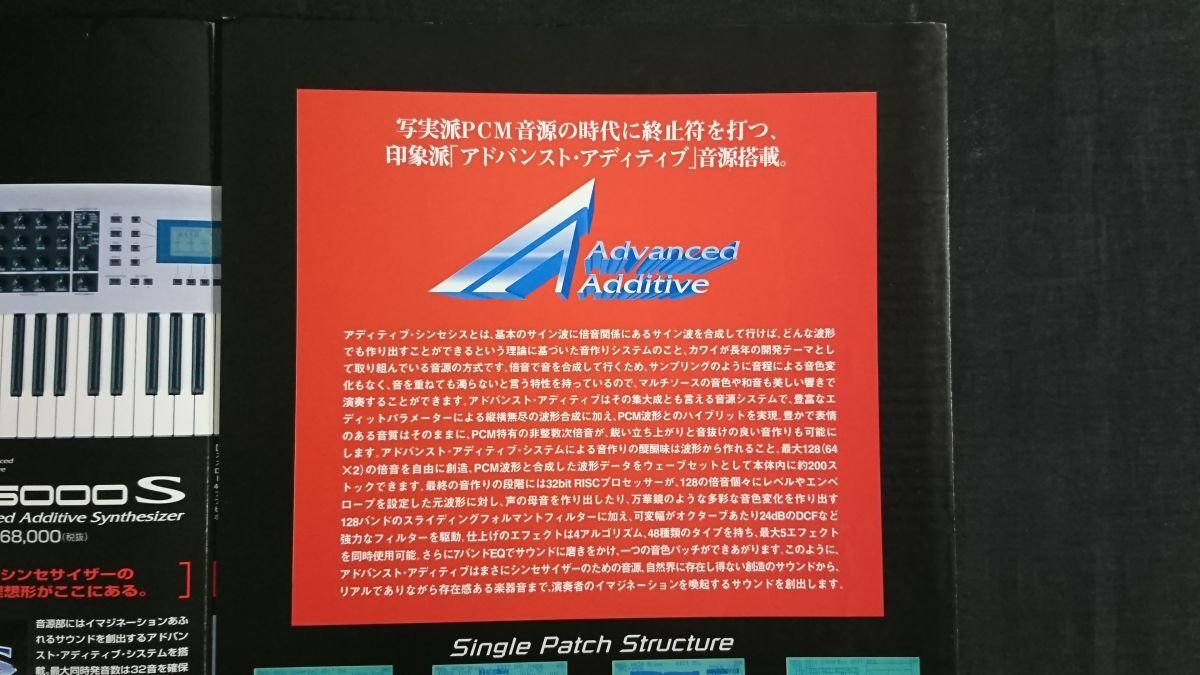 写実派PCM音源の時代に終止符を打つ、
印象派「アドバンスト・アディティブ」音源搭載。
Advanced
Additive
アディティブ・シンセシスとは、基本のサイン波に倍音関係にあるサイン波を合成して行けば、どんな波形
でも作り出すことができるという理論に基づいた音作りシステムのこと、カワイが長年の開発テーマとし
て取り組んでいる音源の方式です。倍音で音を合成して行くため、サンプリングのように音程による音色変
化もなく、音を重ねても濁らないと言う特性を持っているので、マルチソースの音色や和音も美しい響きで
演奏することができます。アドバンスト・アディティブはその集大成とも言える音源システムで、豊富なエ
ディットパラメーターによる縦横無尽の波形合成に加え、PCM波形とのハイブリットを実現。豊かで表情
のある音質はそのままに、PCM特有の非整数次倍音が、鋭い立ち上がりと音抜けの良い音作りも可能に
します。アドバンスト・アディティブ・システムによる音作りの醍醐味は波形から作れること。最大128(64
×2)の倍音を自由に創造、PCM波形と合成した波形データをウェーブセットとして本体内に約200ス
トックできます。最終の音作りの段階には32bit RISCプロセッサーが、128の倍音個々にレベルやエンベ
ロープを設定した元波形に対し、声の母音を作り出したり、万華鏡のような多彩な音色変化を作り出す
128バンドのスライディングフォルマントフィルターに加え、可変幅がオクターブあたり24dBのDCFなど
強力なフィルターを駆動。仕上げのエフェクトは4アルゴリズム、48種類のタイプを持ち、最大5エフェクト
を同時使用可能。さらに7バンドEQでサウンドに磨きをかけ、一つの音色パッチができあがります。このように、
アドバンスト・アディティブはまさにシンセサイザーのための音源、自然界に存在し得ない創造のサウンドから、
リアルでありながら存在感ある楽器音まで、演奏者のイマジネーションを喚起するサウンドを創出します。
Single Patch Structure
5000S
ed Additive Synthesizer
68,000(税抜)
シンセサイザーの
想形がここにある。
音源部にはイマジネーションあふ
れるサウンドを創出するアドバン
スト・アディティブ・システムを搭
載。最大同時発音数は32音を確保